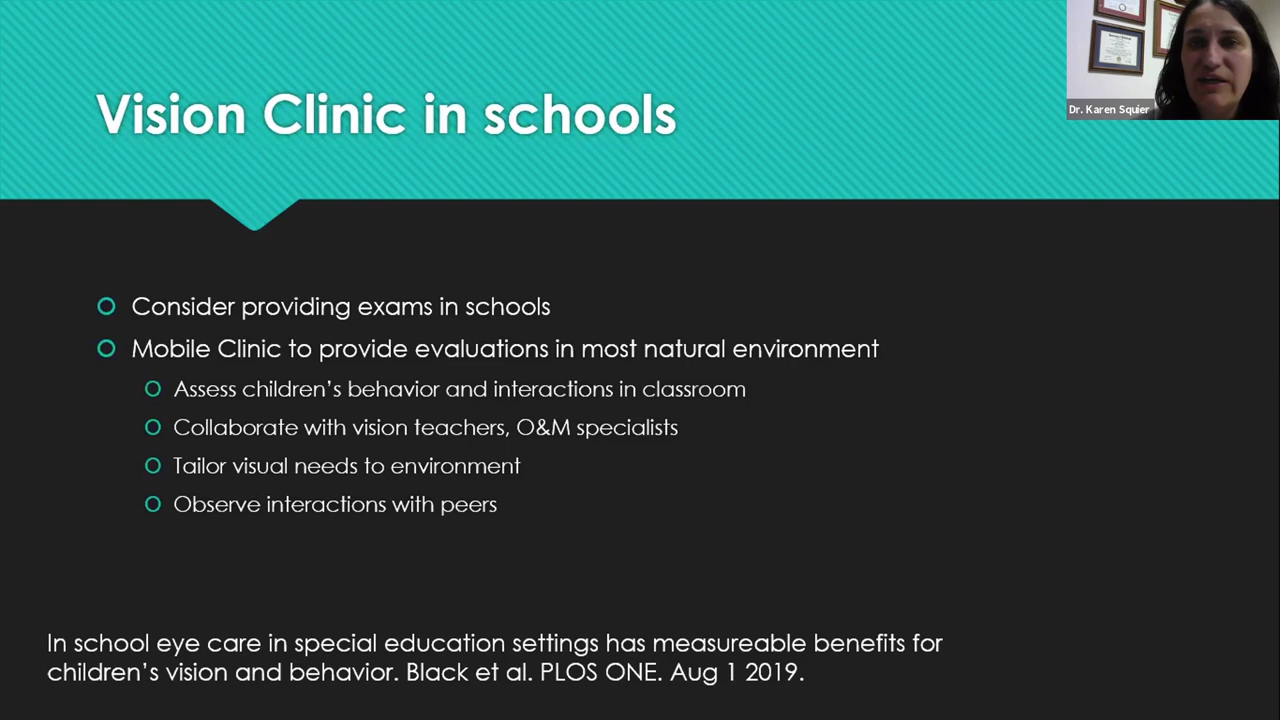 Vision Clinic in schools
Dr. Karen Squier
Consider providing exams in schools
Mobile Clinic to provide evaluations in most natural environment
Assess children’s behavior and interactions in classroom
Collaborate with vision teachers, O&M specialists
Tailor visual needs to environment
Observe interactions with peers
In school eye care in special education settings has measureable benefits for
children’s vision and behavior. Black et al. PLOS ONE. Aug 1 2019.